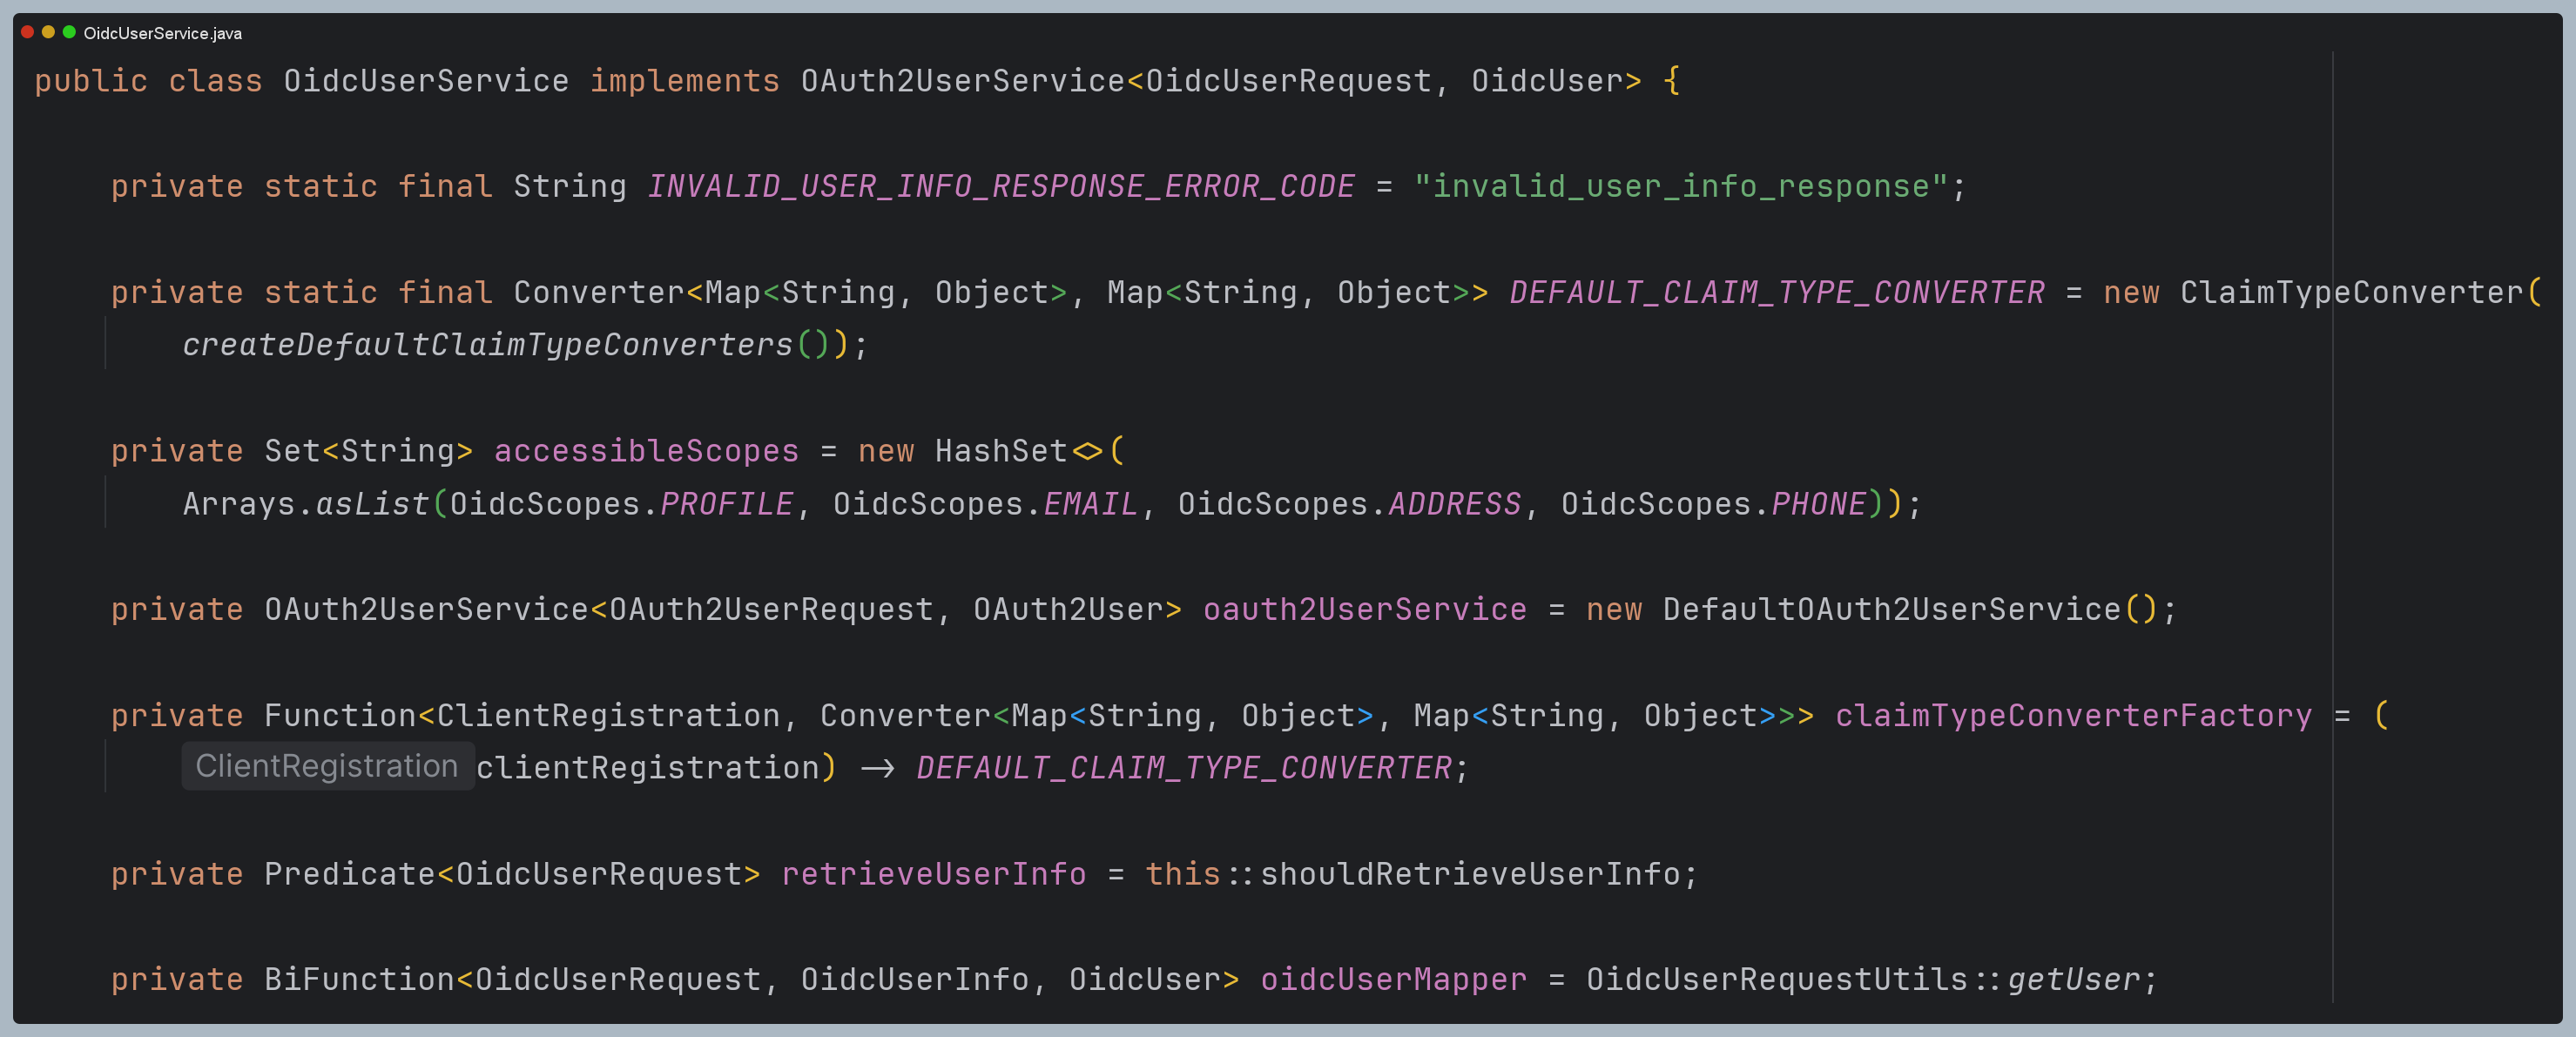 OidcUserService.java
public class OidcUserService implements OAuth2UserService<OidcUserRequest, OidcUser> {
private static final String INVALID_USER_INFO_RESPONSE_ERROR_CODE = "invalid_user_info_response";
private static final Converter<Map<String, Object>, Map<String, Object>> DEFAULT_CLAIM_TYPE_CONVERTER = new ClaimTypeConverter(
createDefaultClaimTypeConverters());
private Set<String> accessibleScopes = new HashSet<>(
Arrays.asList(OidcScopes.PROFILE, OidcScopes.EMAIL, OidcScopes.ADDRESS, OidcScopes.PHONE));
private OAuth2UserService<OAuth2UserRequest, OAuth2User> oauth2UserService = new DefaultOAuth2UserService();
private Function<ClientRegistration, Converter<Map<String, Object>, Map<String, Object>>> claimTypeConverterFactory = (
ClientRegistration clientRegistration) -> DEFAULT_CLAIM_TYPE_CONVERTER;
private Predicate<OidcUserRequest> retrieveUserInfo = this::shouldRetrieveUserInfo;
private BiFunction<OidcUserRequest, OidcUserInfo, OidcUser> oidcUserMapper = OidcUserRequestUtils::getUser;